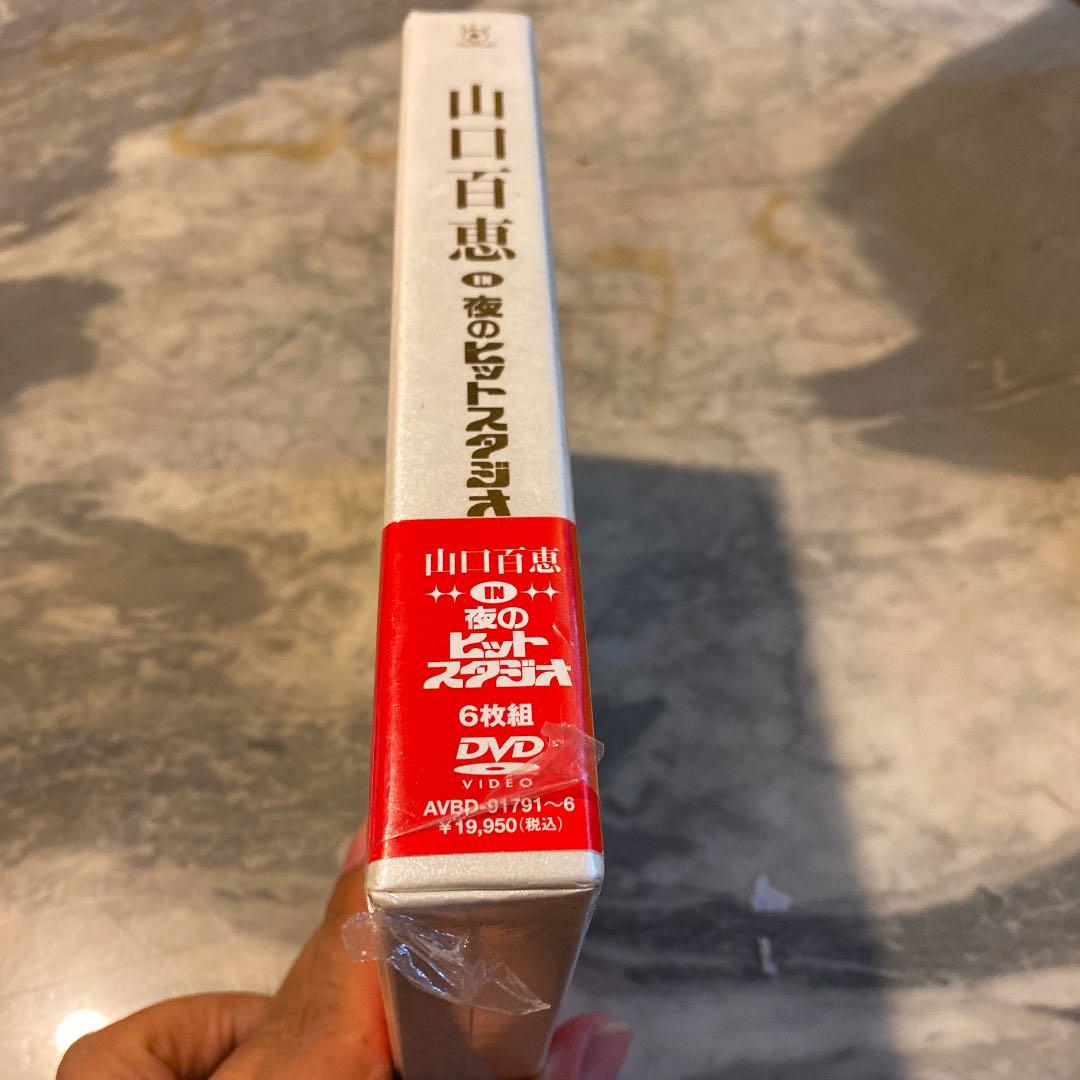 山口百恵
IN
夜のヒットスタジオ
山口百恵
IN
夜の
ヒット
スタジオ
6枚組
DVD
VIDEO
AVBD-91791～6
￥19,950(税込)